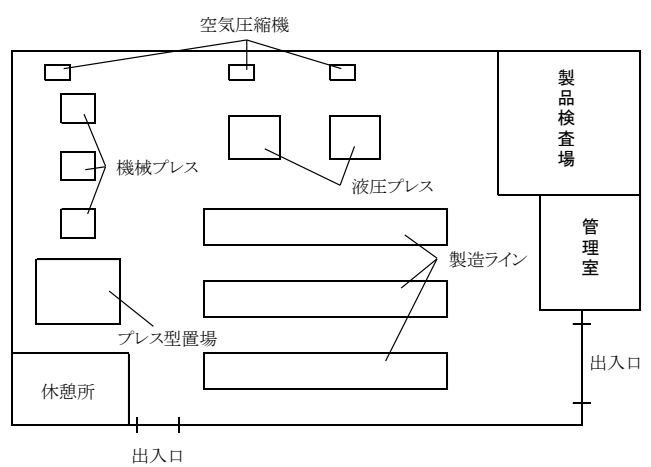 空気圧縮機
製品検査場
機械プレス
液圧プレス
管理室
製造ライン
プレス型置場
出入口
休憩所
出入口